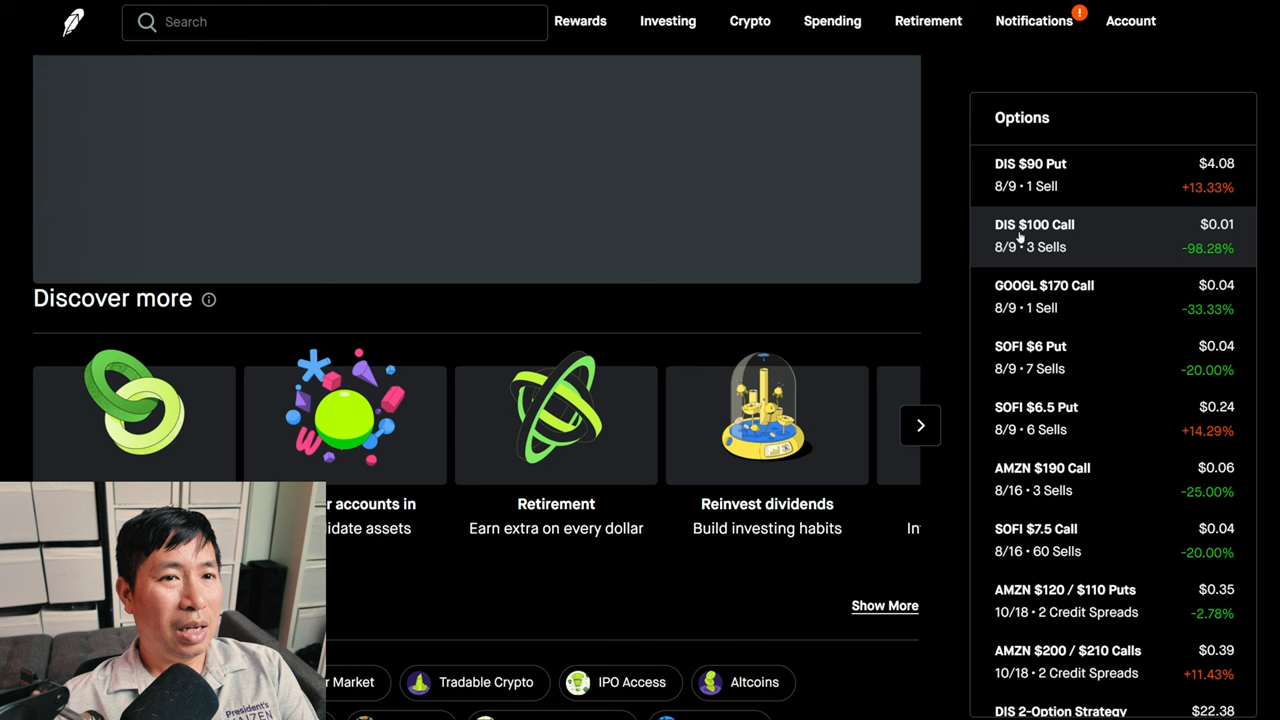 Search
Rewards
Investing
Crypto
Spending
Retirement
Notifications
!
Account
Options
DIS $90 Put $4.08
8/9 • 1 Sell +13.33%
DIS $100 Call $0.01
8/9 • 3 Sells -98.28%
GOOGL $170 Call $0.04
8/9 • 1 Sell -33.33%
SOFI $6 Put $0.04
8/9 • 7 Sells -20.00%
SOFI $6.5 Put $0.24
8/9 • 6 Sells +14.29%
AMZN $190 Call $0.06
8/16 • 3 Sells -25.00%
SOFI $7.5 Call $0.04
8/16 • 60 Sells -20.00%
AMZN $120 / $110 Puts $0.35
10/18 • 2 Credit Spreads -2.78%
AMZN $200 / $210 Calls $0.39
10/18 • 2 Credit Spreads +11.43%
DIS 2-Option Strategy $22.38
Discover more
r accounts in
idate assets
Retirement
Earn extra on every dollar
Reinvest dividends
Build investing habits
In
Show More
r Market
Tradable Crypto
IPO Access
Altcoins
President's